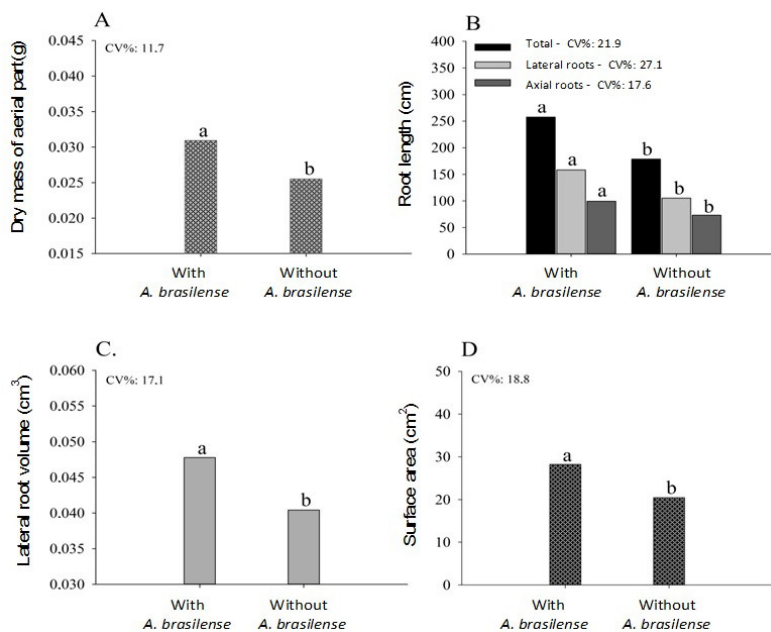 A
CV%: 11.7
Dry mass of aerial part(g)
0.045
0.040
0.035
0.030
0.025
0.020
0.015
a
b
With
A. brasilense
Without
A. brasilense
B
Total - CV%: 21.9
Lateral roots - CV%: 27.1
Axial roots - CV%: 17.6
Root length (cm)
400
350
300
250
200
150
100
50
0
a
a
a
b
b
b
With
A. brasilense
Without
A. brasilense
C.
CV%: 17.1
Lateral root volume (cm³)
0.060
0.055
0.050
0.045
0.040
0.035
0.030
a
b
With
A. brasilense
Without
A. brasilense
D
CV%: 18.8
Surface area (cm²)
50
40
30
20
10
0
a
b
With
A. brasilense
Without
A. brasilense